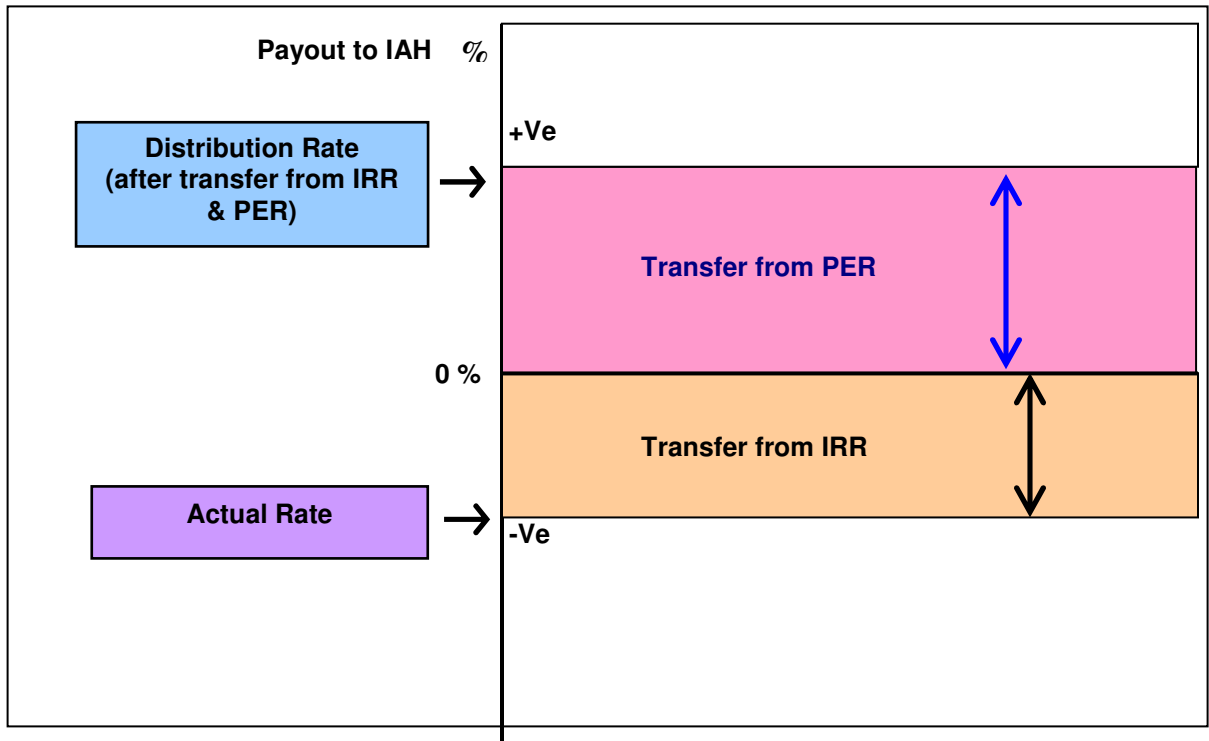 Payout to IAH %
+Ve
Distribution Rate
(after transfer from IRR
& PER)
Transfer from PER
0 %
Transfer from IRR
Actual Rate
-Ve